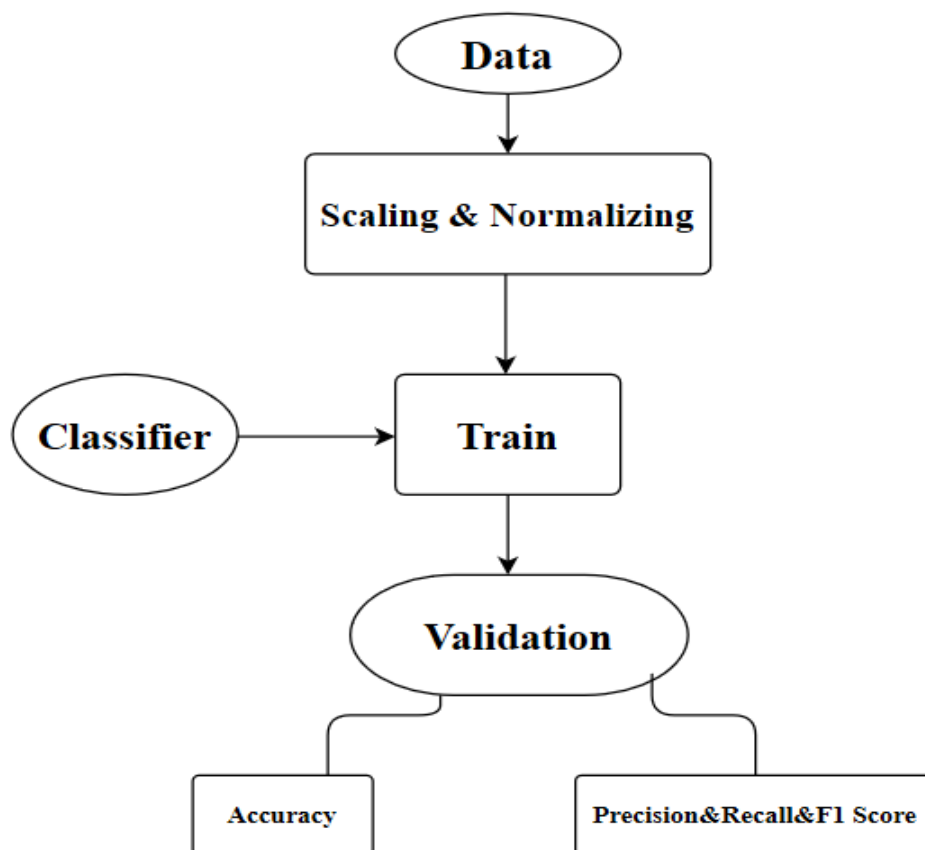 Data
Scaling & Normalizing
Classifier
Train
Validation
Accuracy
Precision&Recall&F1 Score